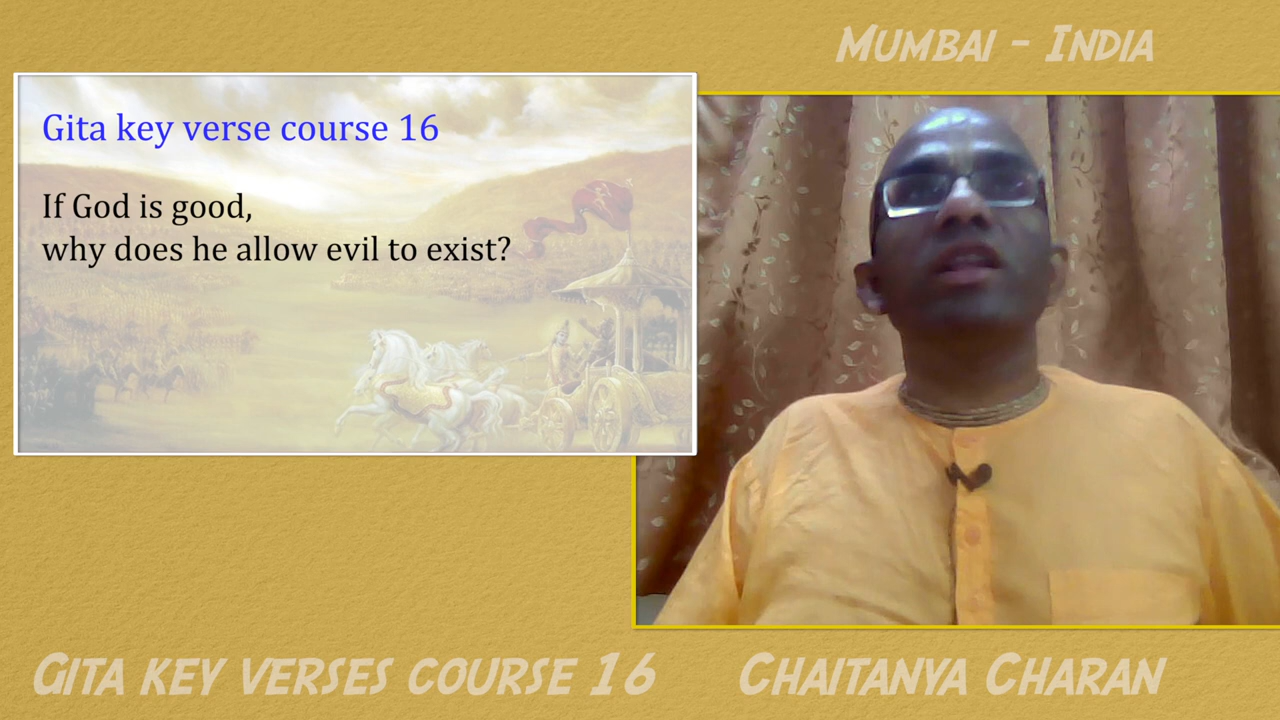 Mumbai - India
Gita key verse course 16
If God is good,
why does he allow evil to exist?
Gita key verses course 16
Chaitanya Charan